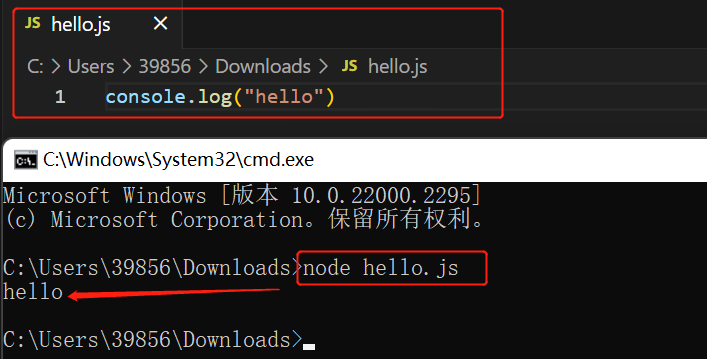 JS hello.js ×
C: > Users > 39856 > Downloads > JS hello.js
1 console.log("hello")
C:\Windows\System32\cmd.exe
Microsoft Windows [版本 10.0.22000.2295]
(c) Microsoft Corporation。保留所有权利。
C:\Users\39856\Downloads>node hello.js
hello
C:\Users\39856\Downloads>